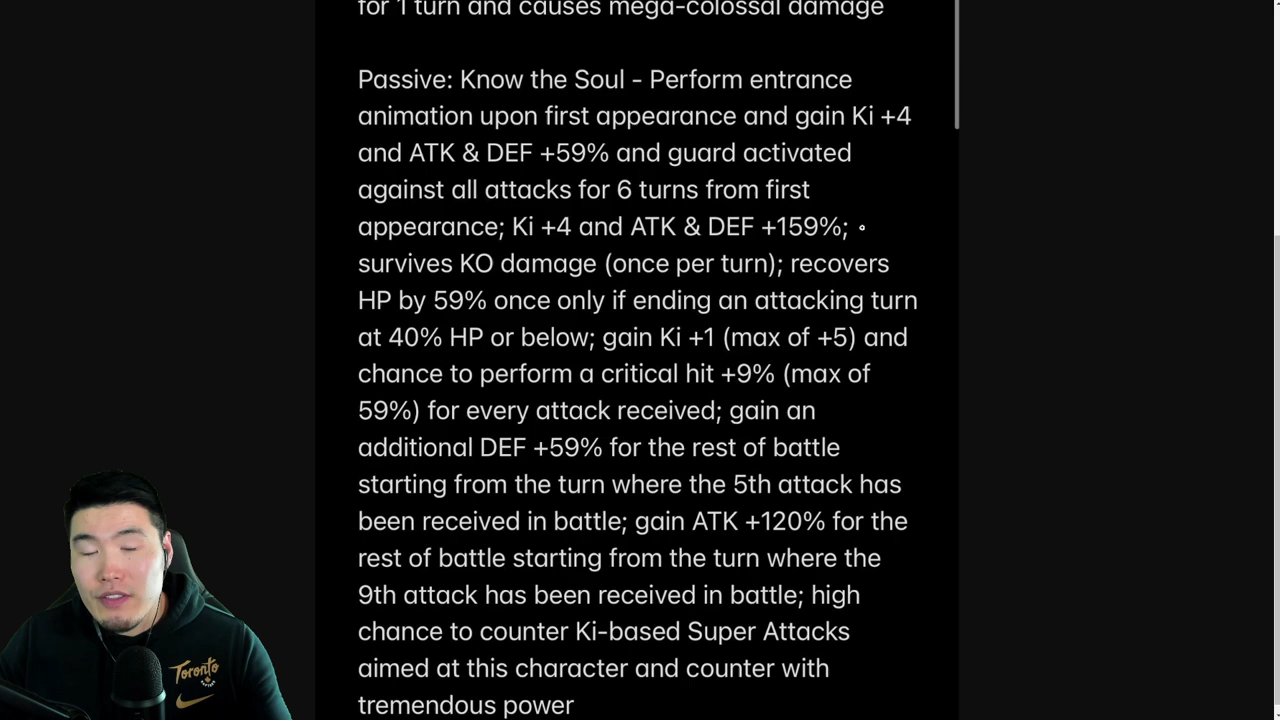 for 1 turn and causes mega-colossal damage
Passive: Know the Soul - Perform entrance
animation upon first appearance and gain Ki +4
and ATK & DEF +59% and guard activated
against all attacks for 6 turns from first
appearance; Ki +4 and ATK & DEF +159%;
survives KO damage (once per turn); recovers
HP by 59% once only if ending an attacking turn
at 40% HP or below; gain Ki +1 (max of +5) and
chance to perform a critical hit +9% (max of
59%) for every attack received; gain an
additional DEF +59% for the rest of battle
starting from the turn where the 5th attack has
been received in battle; gain ATK +120% for the
rest of battle starting from the turn where the
9th attack has been received in battle; high
chance to counter Ki-based Super Attacks
aimed at this character and counter with
tremendous power
Toronto